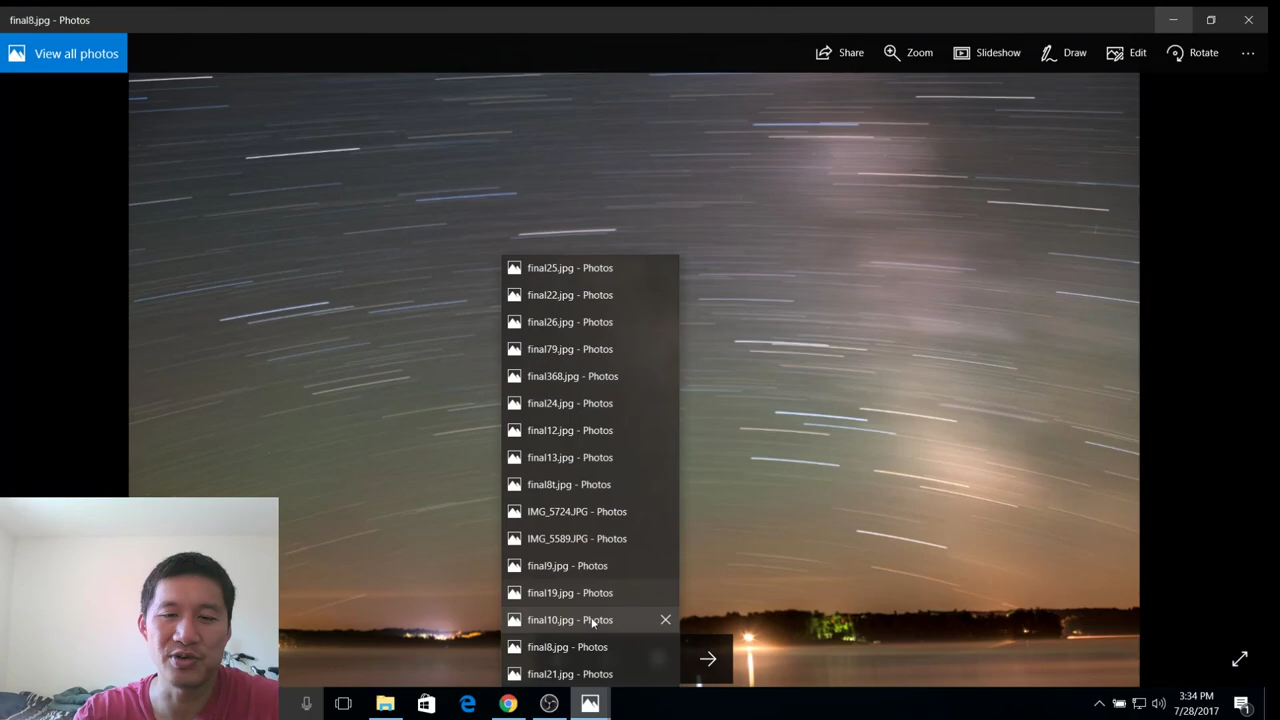 final8.jpg - Photos
View all photos
Share
Zoom
Slideshow
Draw
Edit
Rotate
final25.jpg - Photos
final22.jpg - Photos
final26.jpg - Photos
final79.jpg - Photos
final368.jpg - Photos
final24.jpg - Photos
final12.jpg - Photos
final13.jpg - Photos
final8t.jpg - Photos
IMG_5724.JPG - Photos
IMG_5589.JPG - Photos
final9.jpg - Photos
final19.jpg - Photos
final10.jpg - Photos
final8.jpg - Photos
final21.jpg - Photos
3:34 PM
7/28/2017
1